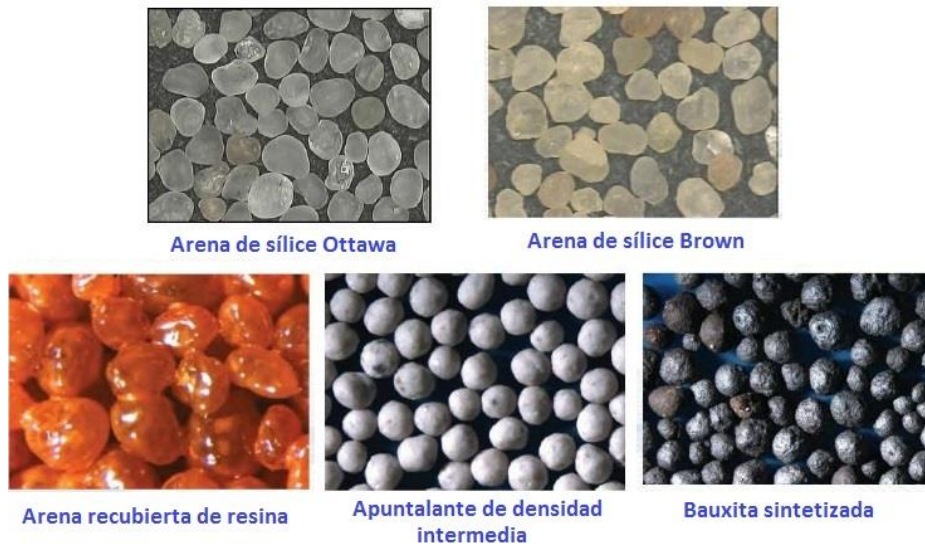 Arena de sílice Ottawa
Arena de sílice Brown
Arena recubierta de resina
Apuntalante de densidad
intermedia
Bauxita sintetizada